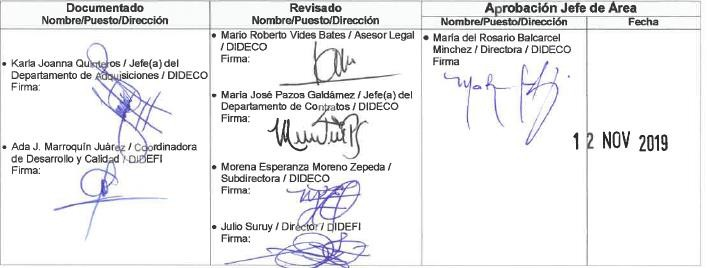 Documentado
Nombre/Puesto/Dirección
• Karla Joanna Quinteros / Jefe(a) del
Departamento de Adquisiciones / DIDECO
Firma:
• Ada J. Marroquín Juárez / Coordinadora
de Desarrollo y Calidad / DIDEFI
Firma:
Revisado
Nombre/Puesto/Dirección
• Mario Roberto Vides Bates / Asesor Legal
/ DIDECO
Firma:
• María José Pazos Galdámez / Jefe(a) del
Departamento de Contratos / DIDECO
Firma:
• Morena Esperanza Moreno Zepeda /
Subdirectora / DIDECO
Firma:
• Julio Suruy / Director / DIDEFI
Firma:
Aprobación Jefe de Área
Nombre/Puesto/Dirección
Fecha
• María del Rosario Balcarcel
Minchez / Directora / DIDECO
Firma
12 NOV 2019